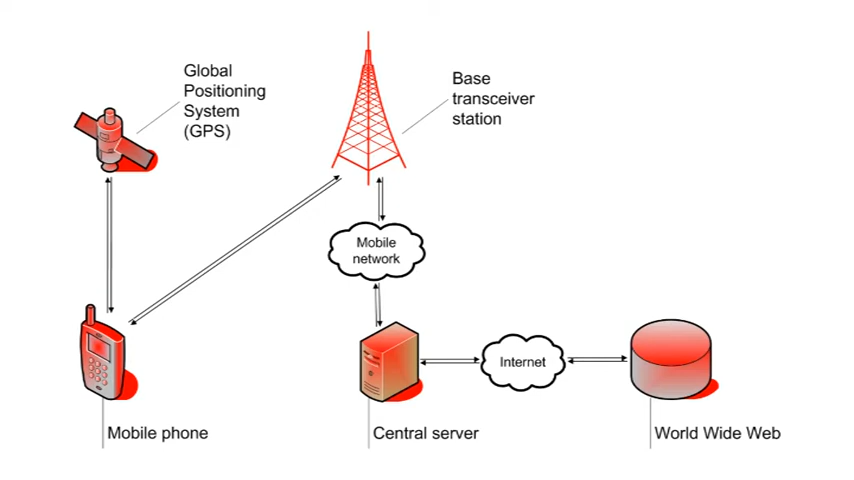 Global
Positioning
System
(GPS)
Base
transceiver
station
Mobile
network
Internet
Mobile phone
Central server
World Wide Web